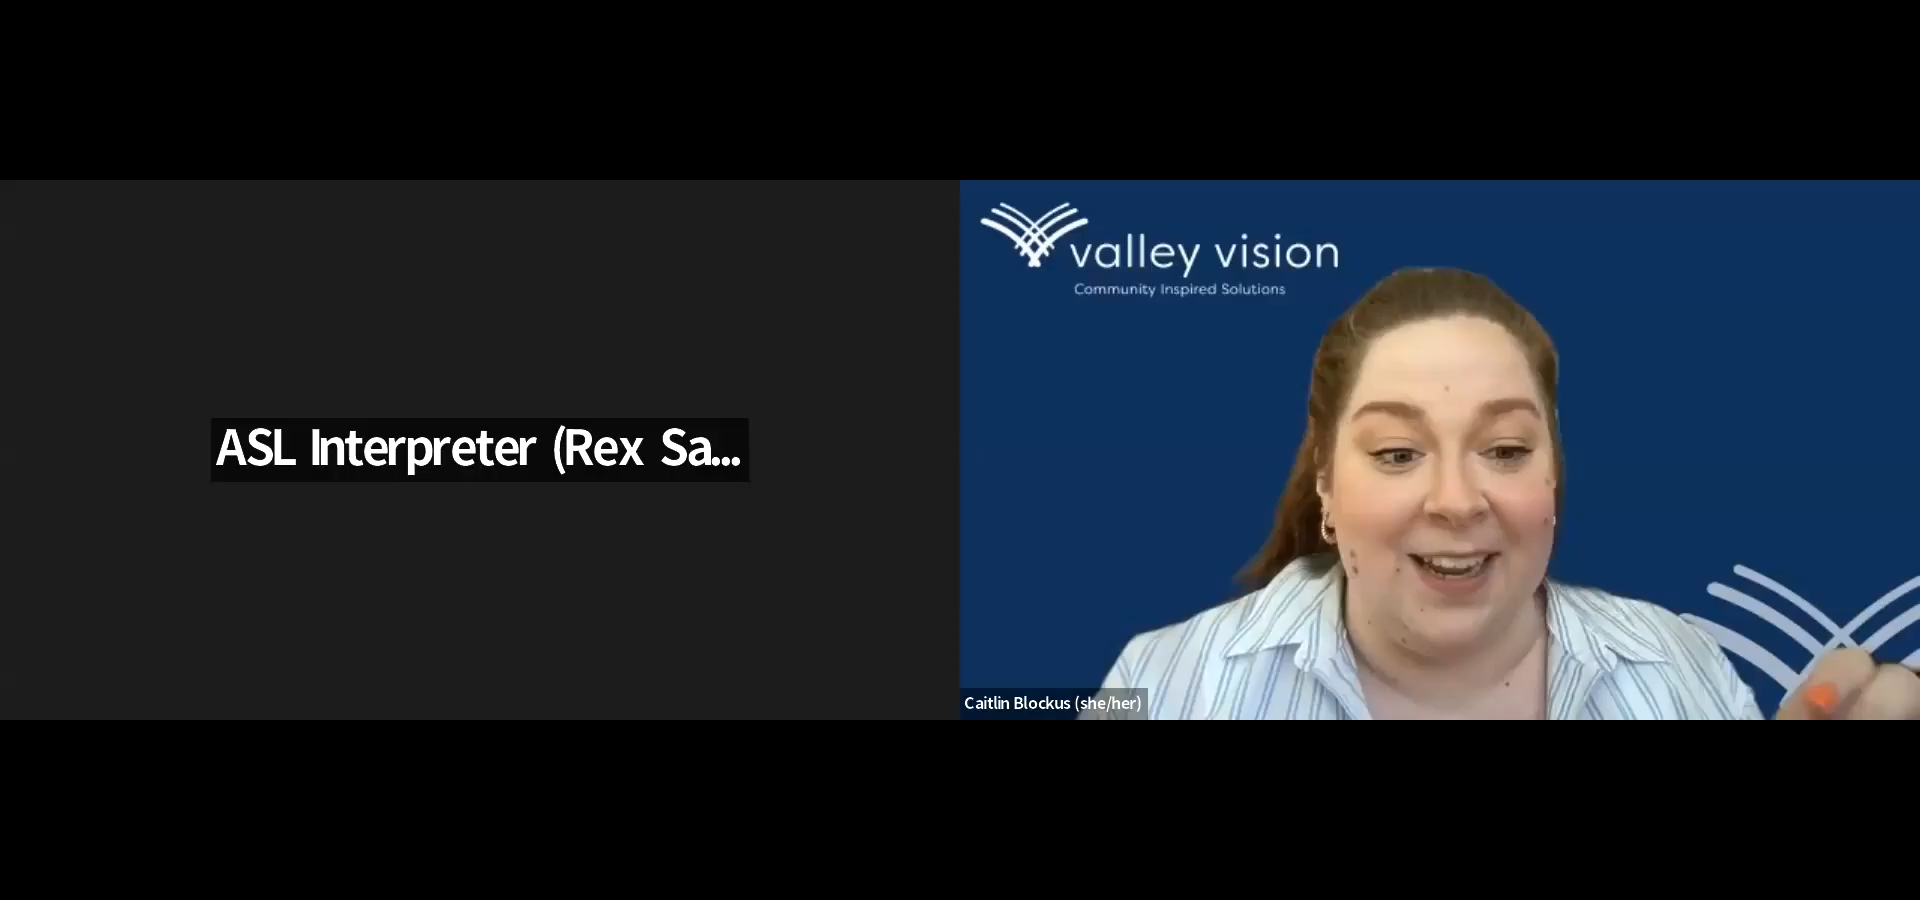 ASL Interpreter (Rex Sa...
valley vision
Community Inspired Solutions
Caitlin Blockus (she/her)